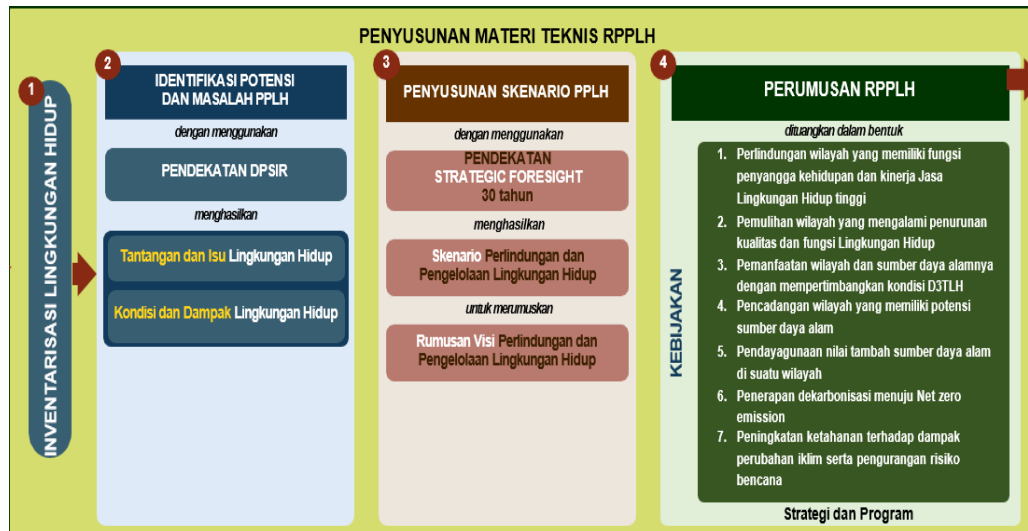 PENYUSUNAN MATERI TEKNIS RPPLH
1
INVENTARISASI LINGKUNGAN HIDUP
2
IDENTIFIKASI POTENSI
DAN MASALAH PPLH
dengan menggunakan
PENDEKATAN DPSIR
menghasilkan
Tantangan dan Isu Lingkungan Hidup
Kondisi dan Dampak Lingkungan Hidup
3
PENYUSUNAN SKENARIO PPLH
dengan menggunakan
PENDEKATAN
STRATEGIC FORESIGHT
30 tahun
menghasilkan
Skenario Perlindungan dan
Pengelolaan Lingkungan Hidup
untuk merumuskan
Rumusan Visi Perlindungan dan
Pengelolaan Lingkungan Hidup
4
PERUMUSAN RPPLH
dituangkan dalam bentuk
KEBIJAKAN
1. Perlindungan wilayah yang memiliki fungsi
penyangga kehidupan dan kinerja Jasa
Lingkungan Hidup tinggi
2. Pemulihan wilayah yang mengalami penurunan
kualitas dan fungsi Lingkungan Hidup
3. Pemanfaatan wilayah dan sumber daya alamnya
dengan mempertimbangkan kondisi D3TLH
4. Pencadangan wilayah yang memiliki potensi
sumber daya alam
5. Pendayagunaan nilai tambah sumber daya alam
di suatu wilayah
6. Penerapan dekarbonisasi menuju Net zero
emission
7. Peningkatan ketahanan terhadap dampak
perubahan iklim serta pengurangan risiko
bencana
Strategi dan Program